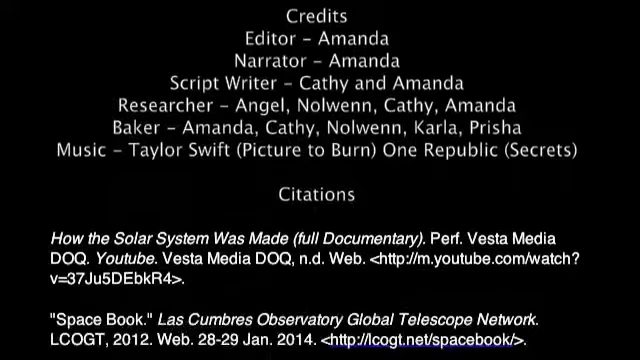 Credits
Editor – Amanda
Narrator – Amanda
Script Writer – Cathy and Amanda
Researcher – Angel, Nolwenn, Cathy, Amanda
Baker – Amanda, Cathy, Nolwenn, Karla, Prisha
Music – Taylor Swift (Picture to Burn) One Republic (Secrets)
Citations
How the Solar System Was Made (full Documentary). Perf. Vesta Media
DOQ. Youtube. Vesta Media DOQ, n.d. Web. <http://m.youtube.com/watch?
v=37Ju5DEbkR4>.
"Space Book." Las Cumbres Observatory Global Telescope Network.
LCOGT, 2012. Web. 28-29 Jan. 2014. <http://lcogt.net/spacebook/>.